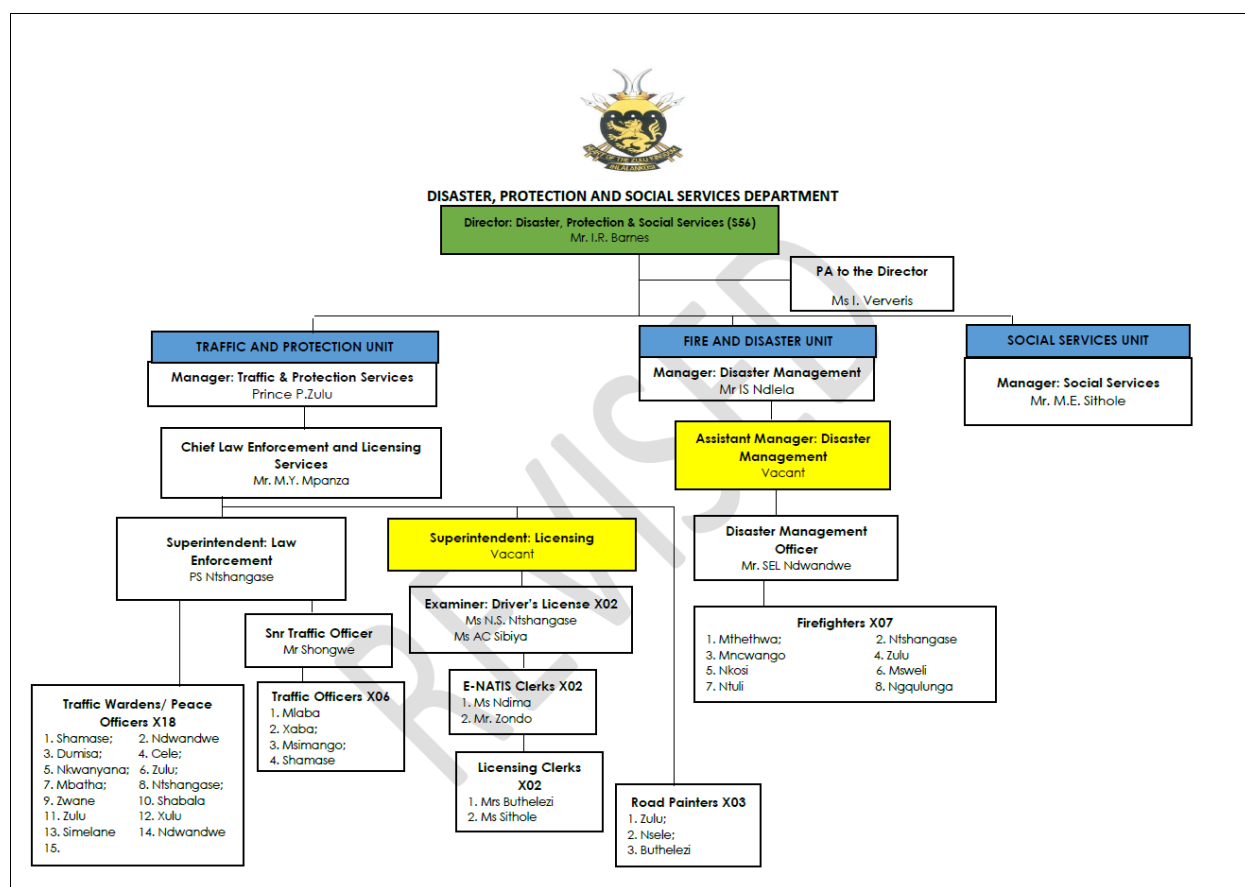 HEART OF THE ZULU KINGDOM
INHLALANKOSI
DISASTER, PROTECTION AND SOCIAL SERVICES DEPARTMENT
Director: Disaster, Protection & Social Services (S56)
Mr. I.R. Barnes
PA to the Director
Ms I. Ververis
TRAFFIC AND PROTECTION UNIT
Manager: Traffic & Protection Services
Prince P.Zulu
FIRE AND DISASTER UNIT
Manager: Disaster Management
Mr IS Ndlela
SOCIAL SERVICES UNIT
Manager: Social Services
Mr. M.E. Sithole
Chief Law Enforcement and Licensing
Services
Mr. M.Y. Mpanza
Assistant Manager: Disaster
Management
Vacant
Superintendent: Law
Enforcement
PS Ntshangase
Superintendent: Licensing
Vacant
Disaster Management
Officer
Mr. SEL Ndwandwe
Examiner: Driver's License X02
Ms N.S. Ntshangase
Ms AC Sibiya
Snr Traffic Officer
Mr Shongwe
Firefighters X07
1. Mthethwa; 2. Ntshangase
3. Mncwango 4. Zulu
5. Nkosi 6. Msweli
7. Ntuli 8. Ngqulunga
Traffic Wardens/ Peace
Officers X18
1. Shamase; 2. Ndwandwe
3. Dumisa; 4. Cele;
5. Nkwanyana; 6. Zulu;
7. Mbatha; 8. Ntshangase;
9. Zwane 10. Shabala
11. Zulu 12. Xulu
13. Simelane 14. Ndwandwe
15.
Traffic Officers X06
1. Mlaba
2. Xaba;
3. Msimango;
4. Shamase
E-NATIS Clerks X02
1. Ms Ndima
2. Mr. Zondo
Licensing Clerks
X02
1. Mrs Buthelezi
2. Ms Sithole
Road Painters X03
1. Zulu;
2. Nsele;
3. Buthelezi
REVISED